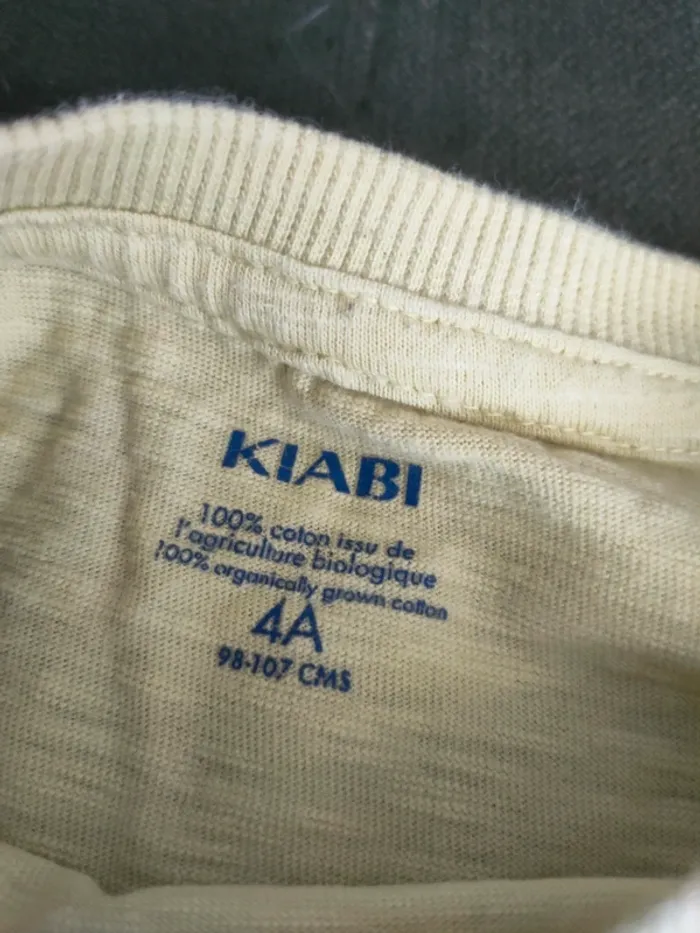 KIABI
100% coton issu de
l'agriculture biologique
100% organically grown cotton
4A
98-107 CMS